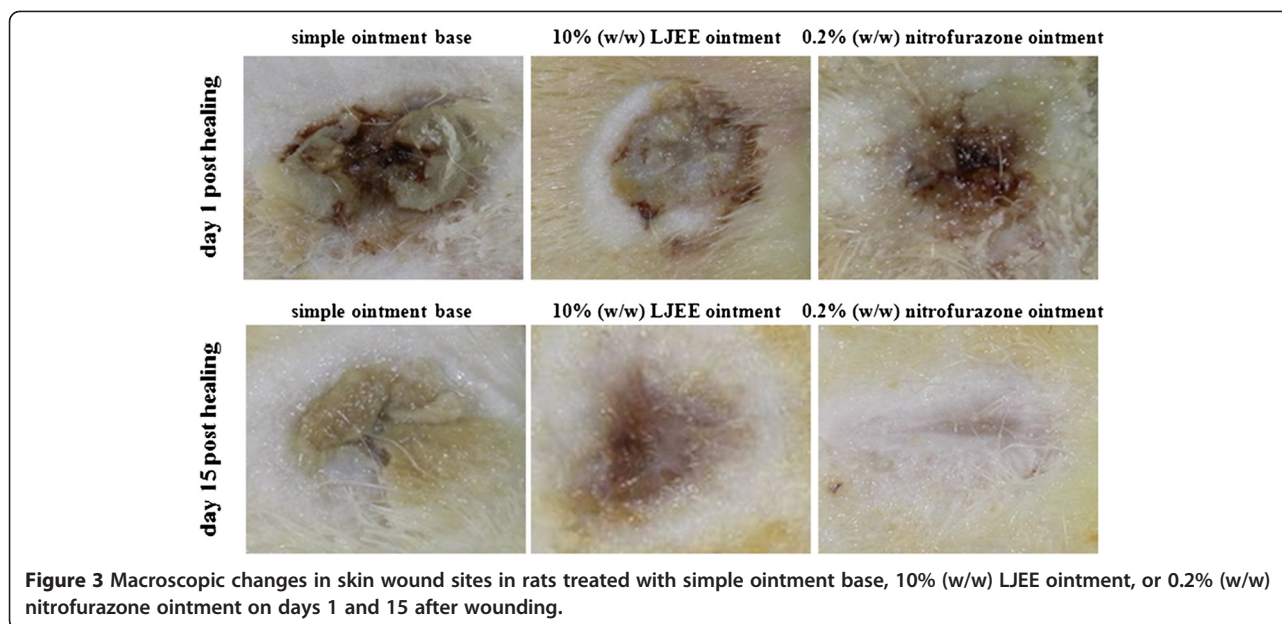 simple ointment base
10% (w/w) LJEE ointment
0.2% (w/w) nitrofurazone ointment
day 1 post healing
simple ointment base
10% (w/w) LJEE ointment
0.2% (w/w) nitrofurazone ointment
day 15 post healing
Figure 3 Macroscopic changes in skin wound sites in rats treated with simple ointment base, 10% (w/w) LJEE ointment, or 0.2% (w/w)
nitrofurazone ointment on days 1 and 15 after wounding.